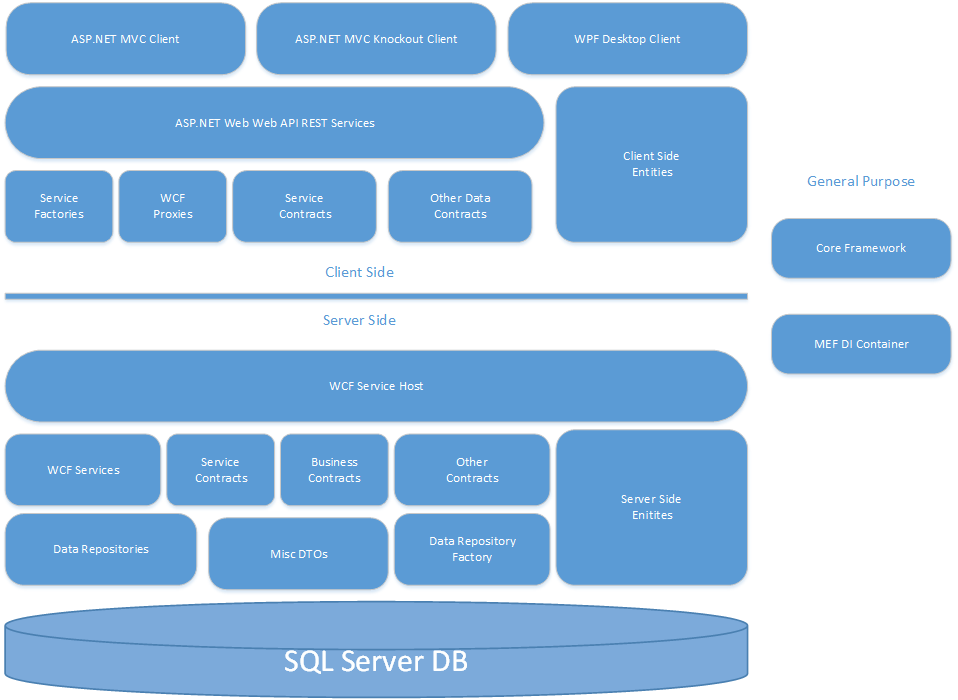 ASP.NET MVC Client
ASP.NET MVC Knockout Client
WPF Desktop Client
ASP.NET Web Web API REST Services
Client Side
Entities
Service
Factories
WCF
Proxies
Service
Contracts
Other Data
Contracts
Client Side
Server Side
WCF Service Host
WCF Services
Service
Contracts
Business
Contracts
Other
Contracts
Server Side
Enitites
Data Repositories
Misc DTOs
Data Repository
Factory
SQL Server DB
General Purpose
Core Framework
MEF DI Container